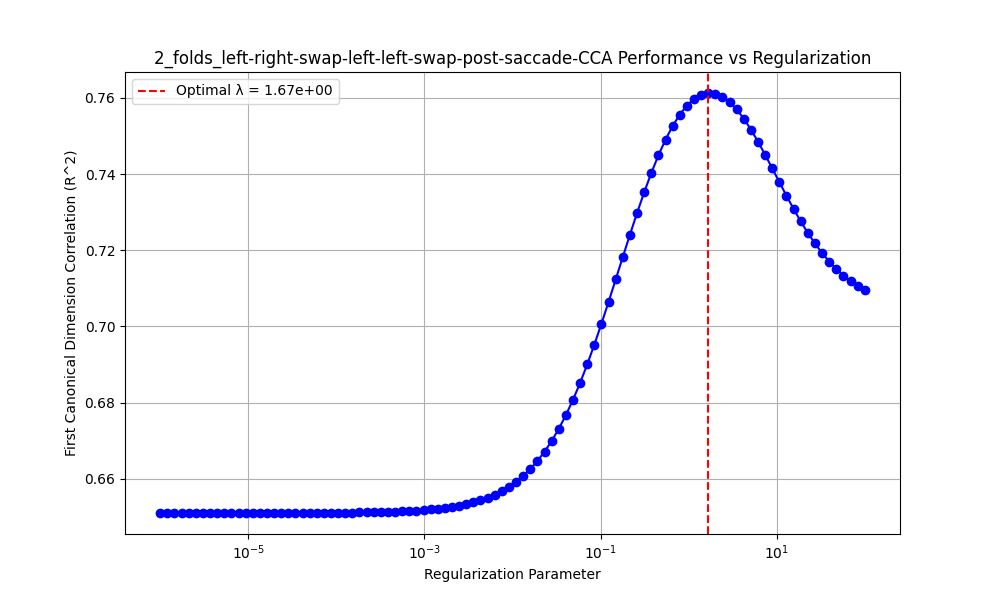 2_folds_left-right-swap-left-left-swap-post-saccade-CCA Performance vs Regularization
Optimal λ = 1.67e+00
First Canonical Dimension Correlation (R^2)
0.76
0.74
0.72
0.70
0.68
0.66
10⁻⁵
10⁻³
10⁻¹
10¹
Regularization Parameter